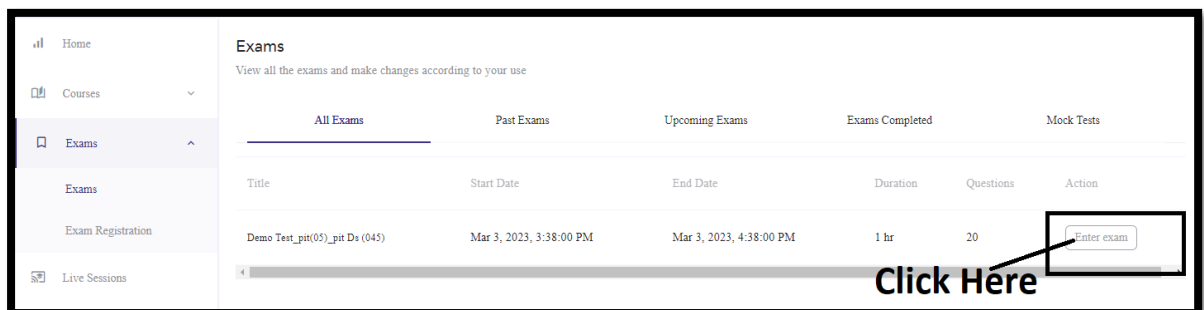 Home
Courses
Exams
Exams
Exam Registration
Live Sessions
Exams
View all the exams and make changes according to your use
All Exams Past Exams Upcoming Exams Exams Completed Mock Tests
Title Start Date End Date Duration Questions Action
Demo Test_pit(05)_pit Ds (045) Mar 3, 2023, 3:38:00 PM Mar 3, 2023, 4:38:00 PM 1 hr 20 Enter exam
Click Here